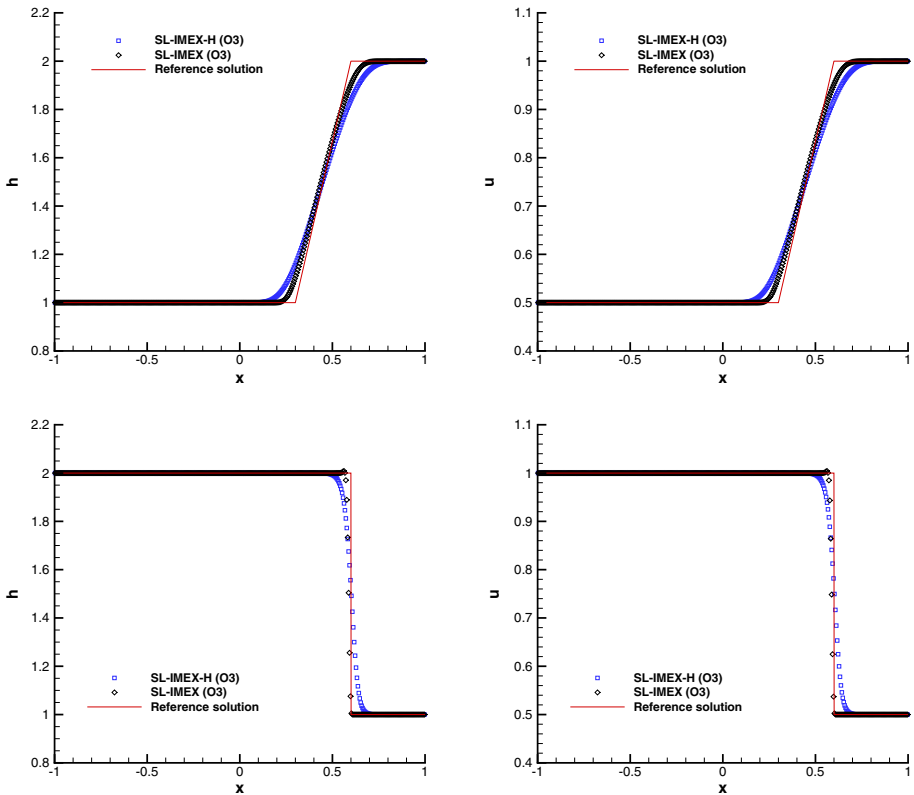 2.2
2
1.8
1.6
1.4
1.2
1
0.8
h
-1
-0.5
0
0.5
1
x
SL-IMEX-H (O3)
SL-IMEX (O3)
Reference solution
1.1
1
0.9
0.8
0.7
0.6
0.5
0.4
u
-1
-0.5
0
0.5
1
x
SL-IMEX-H (O3)
SL-IMEX (O3)
Reference solution
2.2
2
1.8
1.6
1.4
1.2
1
0.8
h
-1
-0.5
0
0.5
1
x
SL-IMEX-H (O3)
SL-IMEX (O3)
Reference solution
1.1
1
0.9
0.8
0.7
0.6
0.5
0.4
u
-1
-0.5
0
0.5
1
x
SL-IMEX-H (O3)
SL-IMEX (O3)
Reference solution